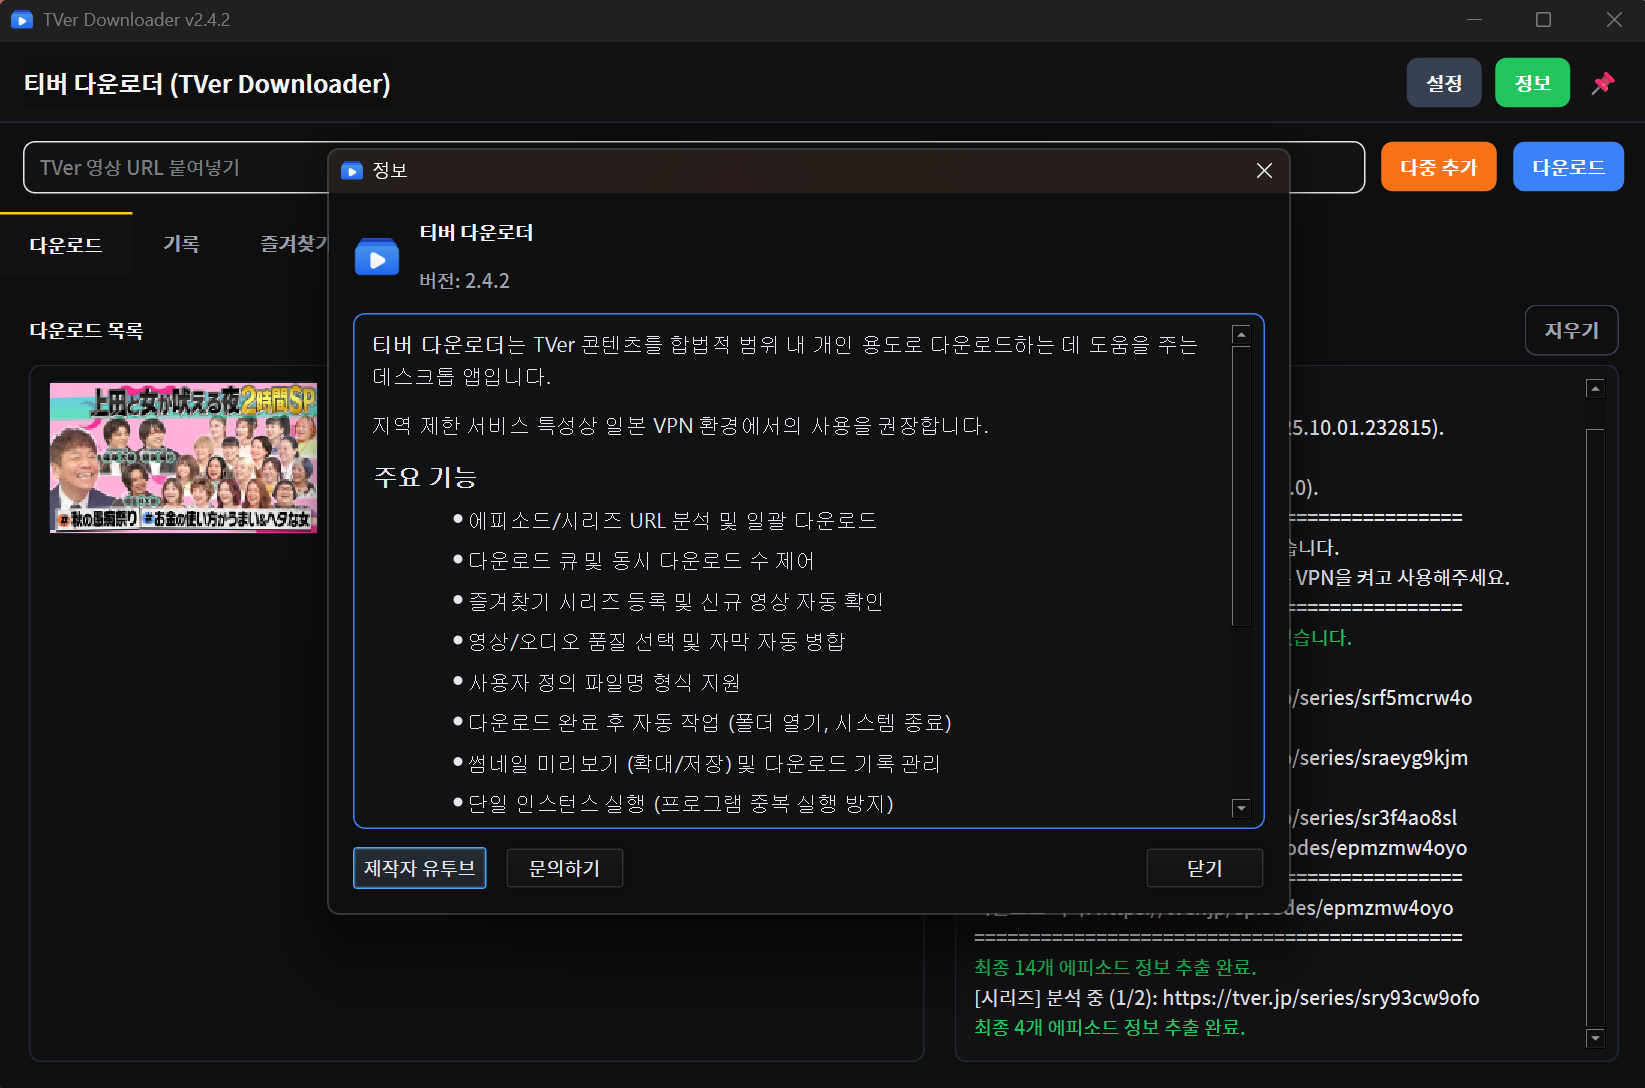 TVer Downloader v2.4.2
티버 다운로더 (TVer Downloader)
설정
정보
TVer 영상 URL 붙여넣기
다중 추가
다운로드
다운로드
기록
즐겨찾기
다운로드 목록
지우기
上田と女が吠える夜2時間SP
#秋の愚痴祭り #お金の使い方がうまい&ヘタな女
정보
티버 다운로더
버전: 2.4.2
티버 다운로더는 TVer 콘텐츠를 합법적 범위 내 개인 용도로 다운로드하는 데 도움을 주는
데스크톱 앱입니다.
지역 제한 서비스 특성상 일본 VPN 환경에서의 사용을 권장합니다.
주요 기능
• 에피소드/시리즈 URL 분석 및 일괄 다운로드
• 다운로드 큐 및 동시 다운로드 수 제어
• 즐겨찾기 시리즈 등록 및 신규 영상 자동 확인
• 영상/오디오 품질 선택 및 자막 자동 병합
• 사용자 정의 파일명 형식 지원
• 다운로드 완료 후 자동 작업 (폴더 열기, 시스템 종료)
• 썸네일 미리보기 (확대/저장) 및 다운로드 기록 관리
• 단일 인스턴스 실행 (프로그램 중복 실행 방지)
제작자 유투브
문의하기
닫기
5.10.01.232815).
.0).
================
습니다.
VPN을 켜고 사용해주세요.
================
습니다.
/series/srf5mcrw4o
/series/sraeyg9kjm
/series/sr3f4ao8sl
odes/epmzmw4oyo
================
des/epmzmw4oyo
============================================
최종 14개 에피소드 정보 추출 완료.
[시리즈] 분석 중 (1/2): https://tver.jp/series/sry93cw9ofo
최종 4개 에피소드 정보 추출 완료.